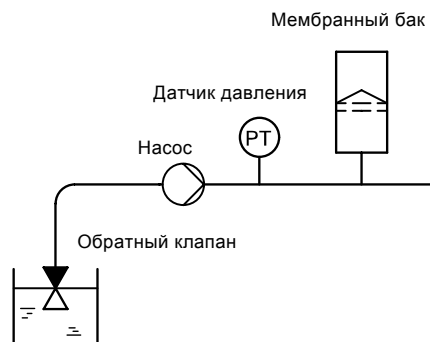 Мембранный бак
Датчик давления
PT
Насос
Обратный клапан